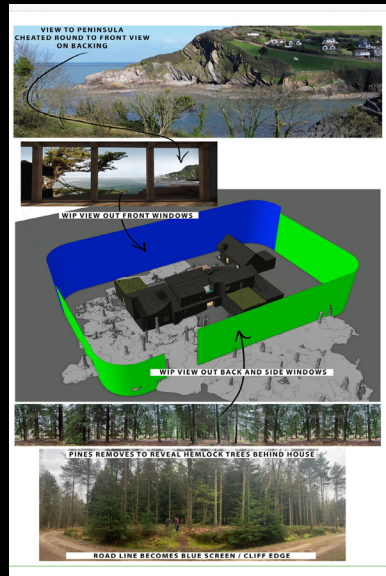 VIEW TO PENINSULA
CHEATED ROUND TO FRONT VIEW
ON BACKING
WIP VIEW OUT FRONT WINDOWS
WIP VIEW OUT BACK AND SIDE WINDOWS
PINES REMOVES TO REVEAL HEMLOCK TREES BEHIND HOUSE
ROAD LINE BECOMES BLUE SCREEN / CLIFF EDGE